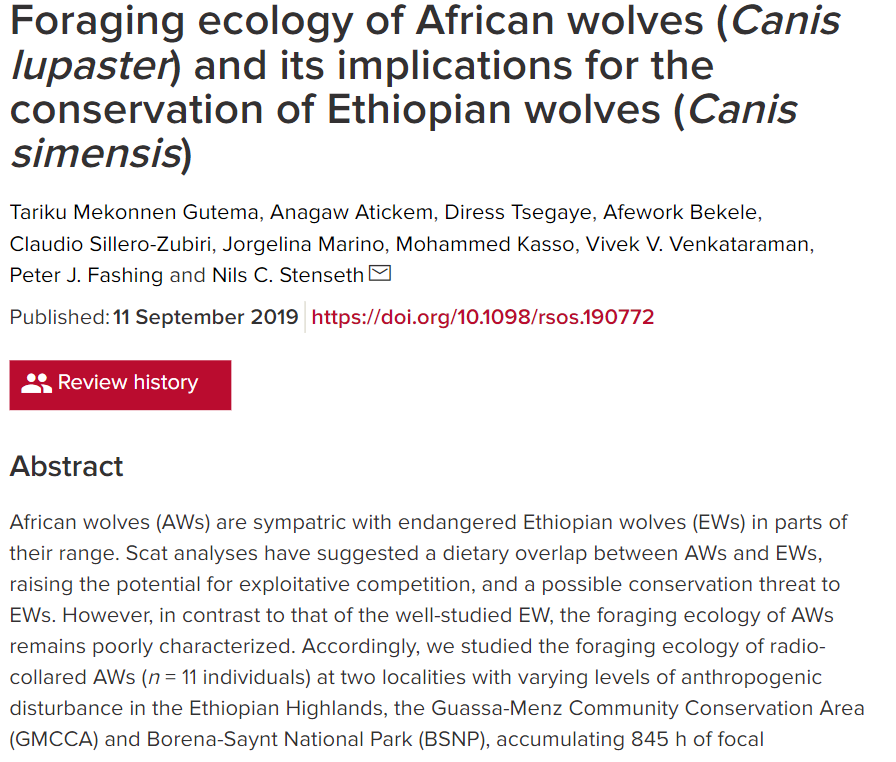 Foraging ecology of African wolves (Canis
lupaster) and its implications for the
conservation of Ethiopian wolves (Canis
simensis)
Tariku Mekonnen Gutema, Anagaw Atickem, Diress Tsegaye, Afework Bekele,
Claudio Sillero-Zubiri, Jorgelina Marino, Mohammed Kasso, Vivek V. Venkataraman,
Peter J. Fashing and Nils C. Stenseth
Published: 11 September 2019 https://doi.org/10.1098/rsos.190772
Review history
Abstract
African wolves (AWs) are sympatric with endangered Ethiopian wolves (EWs) in parts of
their range. Scat analyses have suggested a dietary overlap between AWs and EWs,
raising the potential for exploitative competition, and a possible conservation threat to
EWs. However, in contrast to that of the well-studied EW, the foraging ecology of AWs
remains poorly characterized. Accordingly, we studied the foraging ecology of radio-
collared AWs (n = 11 individuals) at two localities with varying levels of anthropogenic
disturbance in the Ethiopian Highlands, the Guassa-Menz Community Conservation Area
(GMCCA) and Borena-Saynt National Park (BSNP), accumulating 845 h of focal